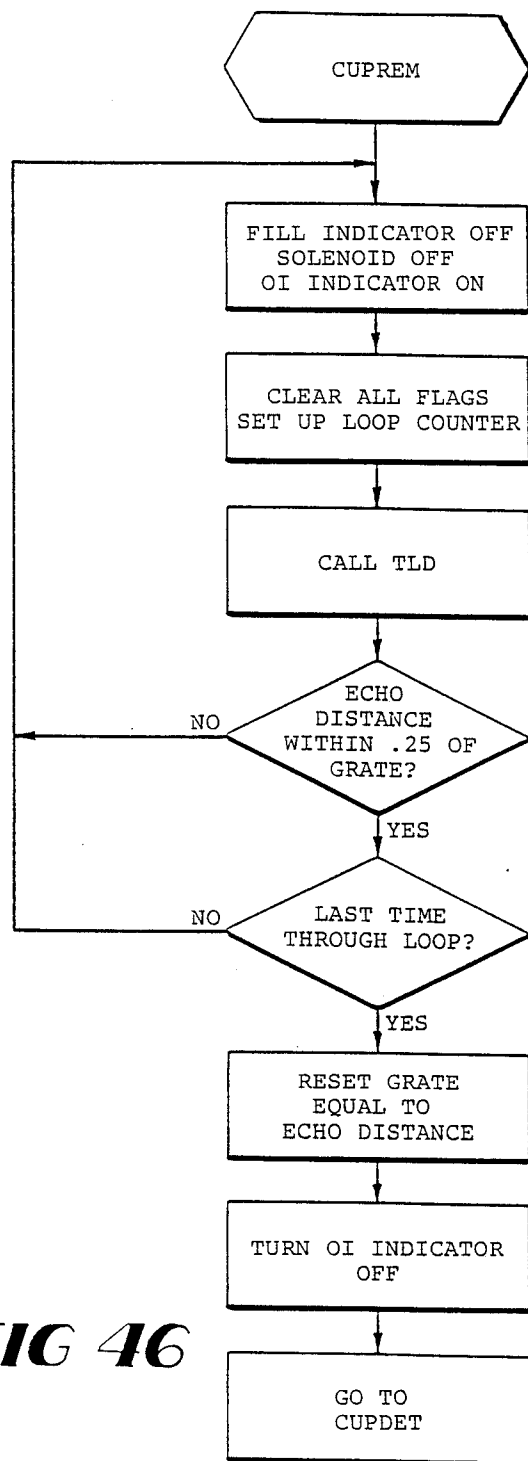 CUPREM
FILL INDICATOR OFF
SOLENOID OFF
OI INDICATOR ON
CLEAR ALL FLAGS
SET UP LOOP COUNTER
CALL TLD
ECHO
DISTANCE
WITHIN .25 OF
GRATE?
NO
YES
LAST TIME
THROUGH LOOP?
NO
YES
RESET GRATE
EQUAL TO
ECHO DISTANCE
TURN OI INDICATOR
OFF
GO TO
CUPDET
IG 46